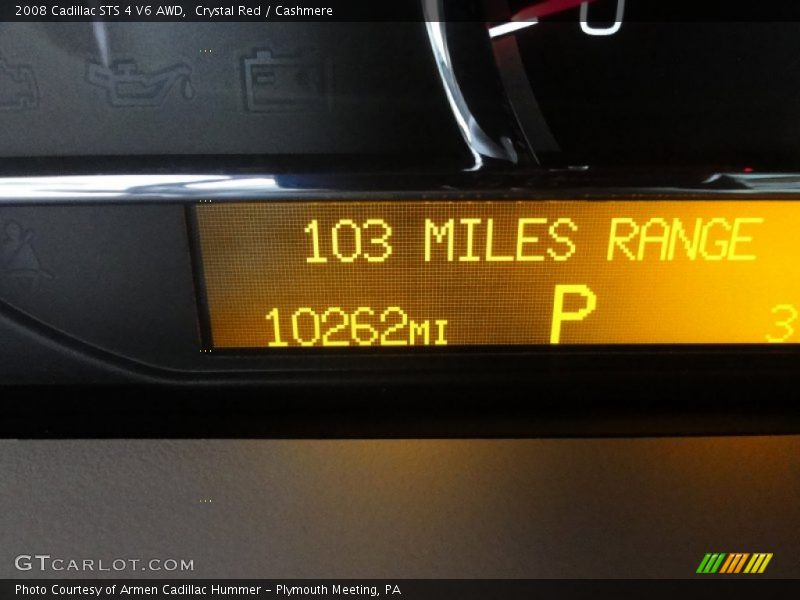 2008 Cadillac STS 4 V6 AWD, Crystal Red / Cashmere
103 MILES RANGE
10262MI P 3
GTCARLOT.COM
Photo Courtesy of Armen Cadillac Hummer - Plymouth Meeting, PA